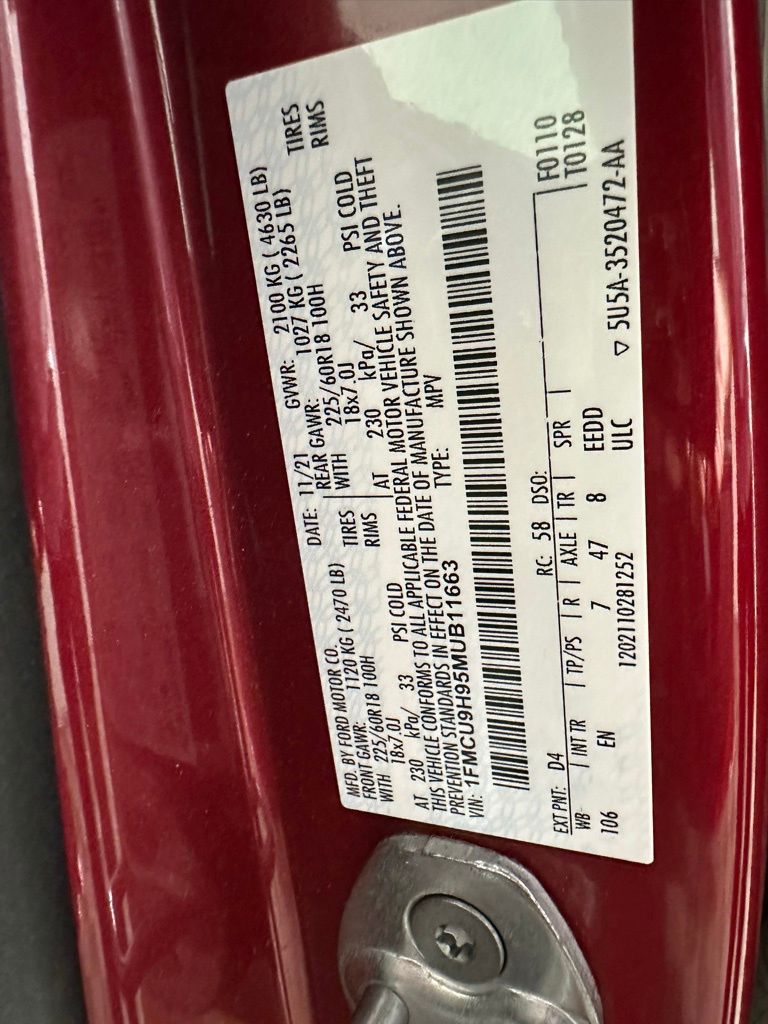 MFD. BY FORD MOTOR CO.
DATE: 11/21 GVWR: 2100 KG ( 4630 LB)
FRONT GAWR: 1120 KG ( 2470 LB) REAR GAWR: 1027 KG ( 2265 LB)
WITH 225/60R18 100H TIRES WITH 225/60R18 100H TIRES
18x7.0J RIMS 18x7.0J RIMS
AT 230 kPa/ 33 PSI COLD AT 230 kPa/ 33 PSI COLD
THIS VEHICLE CONFORMS TO ALL APPLICABLE FEDERAL MOTOR VEHICLE SAFETY AND THEFT
PREVENTION STANDARDS IN EFFECT ON THE DATE OF MANUFACTURE SHOWN ABOVE.
VIN: 1FMCU9H95MUB11663 TYPE: MPV
EXT PNT: D4 RC: 58 DSO: F0110
WB INT TR TP/PS R AXLE TR SPR T0128
106 EN 7 47 8 EEDD
1202110281252 ULC ▽ 5U5A-3520472-AA